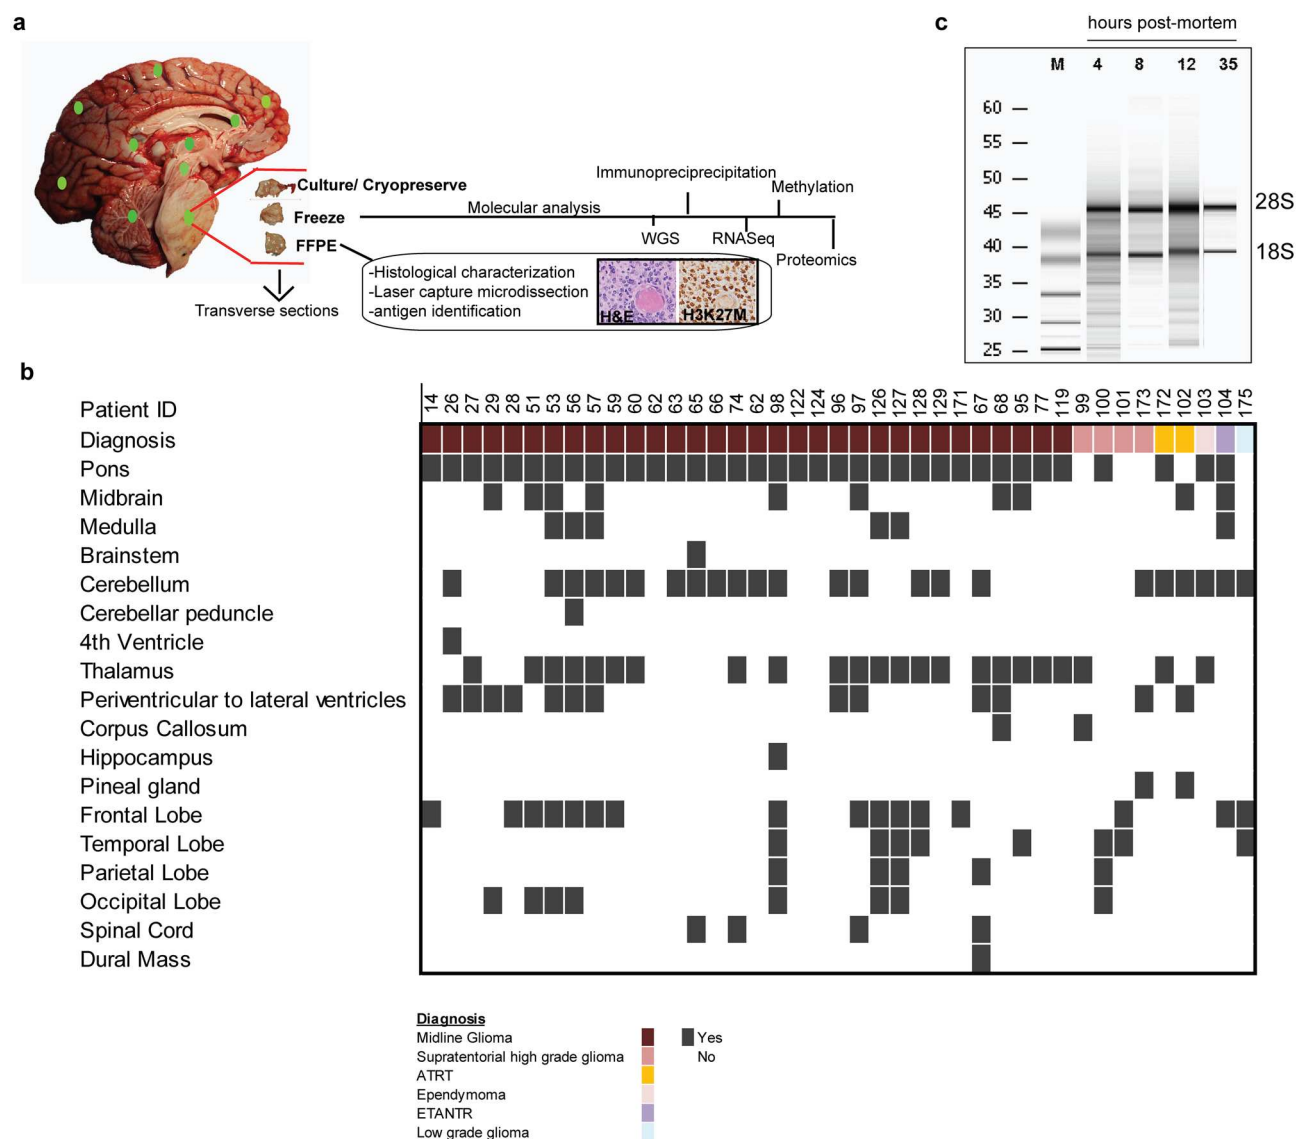 a
Culture/ Cryopreserve
Freeze
FFPE
Transverse sections
Molecular analysis
Immunopreciprecipitation
Methylation
WGS
RNASeq
Proteomics
-Histological characterization
-Laser capture microdissection
-antigen identification
H&E
H3K27M
c
hours post-mortem
M 4 8 12 35
60
55
50
45
40
35
30
25
28S
18S
b
Patient ID 14 26 27 29 28 51 53 56 57 59 60 62 63 65 66 74 62 98 122 124 96 97 126 127 128 129 171 67 68 95 77 119 99 100 101 173 172 102 103 104 175
Diagnosis
Pons
Midbrain
Medulla
Brainstem
Cerebellum
Cerebellar peduncle
4th Ventricle
Thalamus
Periventricular to lateral ventricles
Corpus Callosum
Hippocampus
Pineal gland
Frontal Lobe
Temporal Lobe
Parietal Lobe
Occipital Lobe
Spinal Cord
Dural Mass
Diagnosis
Midline Glioma
Supratentorial high grade glioma
ATRT
Ependymoma
ETANTR
Low grade glioma
Yes
No